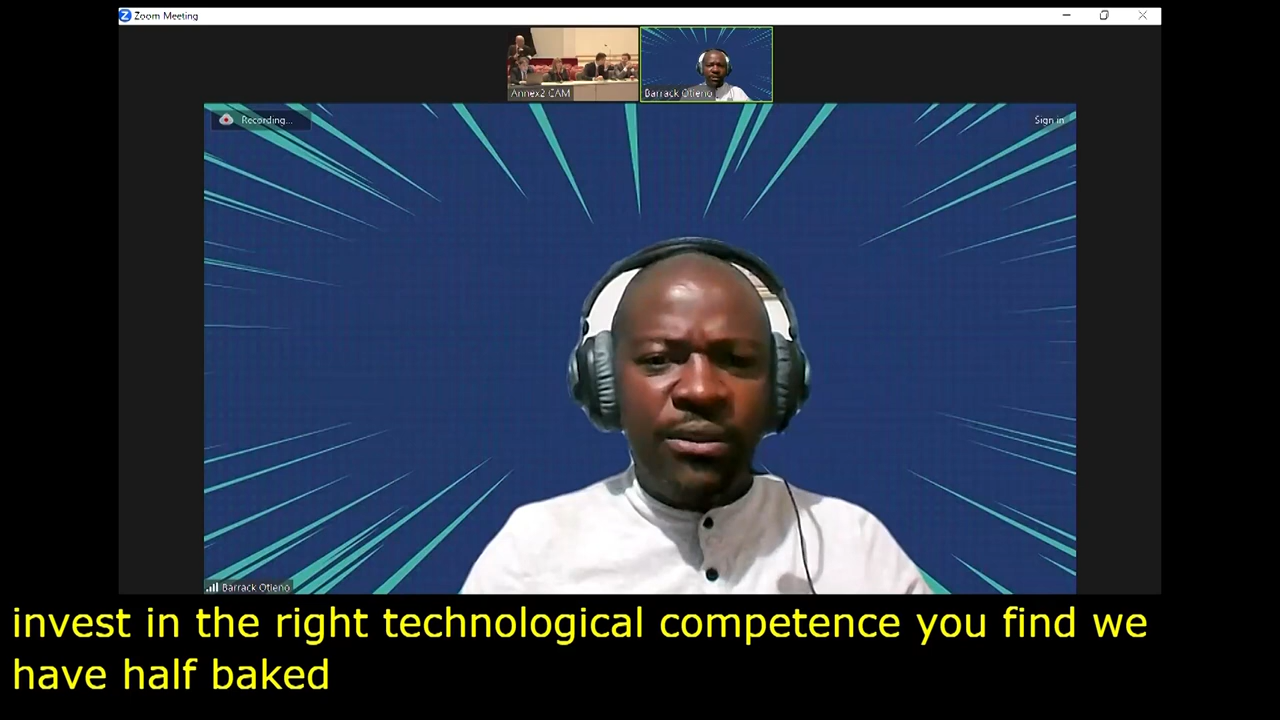 Zoom Meeting
Annex2 CAM
Barrack Otieno
Recording...
Sign in
Barrack Otieno
invest in the right technological competence you find we
have half baked